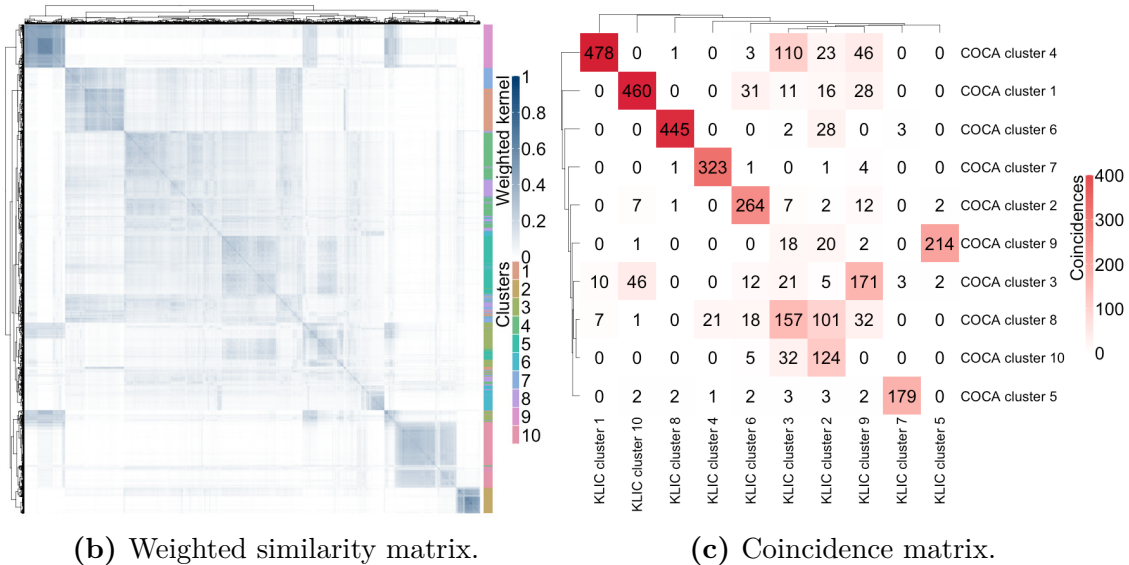 Weighted kernel
1
0.8
0.6
0.4
0.2
0
Clusters
1
2
3
4
5
6
7
8
9
10
(b) Weighted similarity matrix.
478 0 1 0 3 110 23 46 0 0 COCA cluster 4
0 460 0 0 31 11 16 28 0 0 COCA cluster 1
0 0 445 0 0 2 28 0 3 0 COCA cluster 6
0 0 1 323 1 0 1 4 0 0 COCA cluster 7
0 7 1 0 264 7 2 12 0 2 COCA cluster 2
0 1 0 0 0 18 20 2 0 214 COCA cluster 9
10 46 0 0 12 21 5 171 3 2 COCA cluster 3
7 1 0 21 18 157 101 32 0 0 COCA cluster 8
0 0 0 0 5 32 124 0 0 0 COCA cluster 10
0 2 2 1 2 3 3 2 179 0 COCA cluster 5
KLIC cluster 1
KLIC cluster 10
KLIC cluster 8
KLIC cluster 4
KLIC cluster 6
KLIC cluster 3
KLIC cluster 2
KLIC cluster 9
KLIC cluster 7
KLIC cluster 5
Coincidences
400
300
200
100
0
(c) Coincidence matrix.